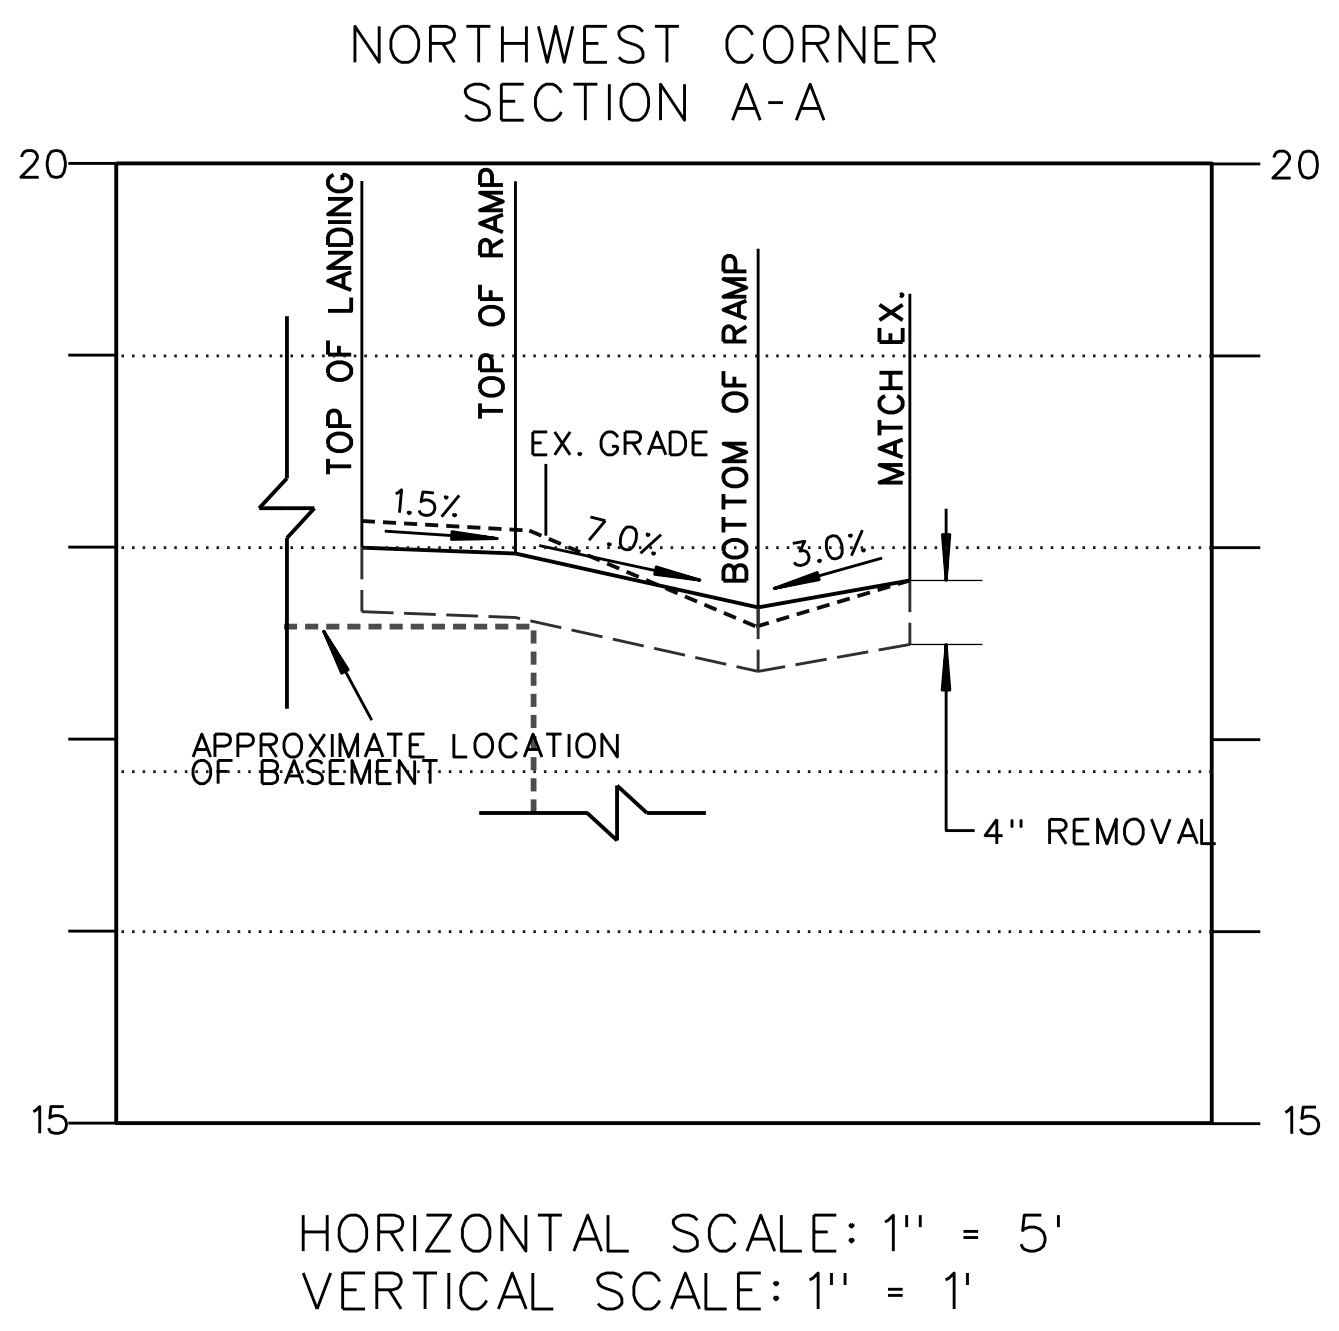 NORTHWEST CORNER
SECTION A-A
20
20
TOP OF LANDING
TOP OF RAMP
BOTTOM OF RAMP
MATCH EX.
EX. GRADE
1.5%
7.0%
3.0%
APPROXIMATE LOCATION
OF BASEMENT
4" REMOVAL
15
15
HORIZONTAL SCALE: 1" = 5'
VERTICAL SCALE: 1" = 1'